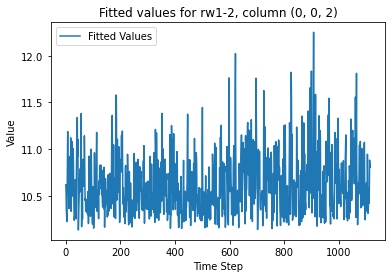 Fitted values for rw1-2, column (0, 0, 2)
Fitted Values
Value
12.0
11.5
11.0
10.5
0 200 400 600 800 1000
Time Step